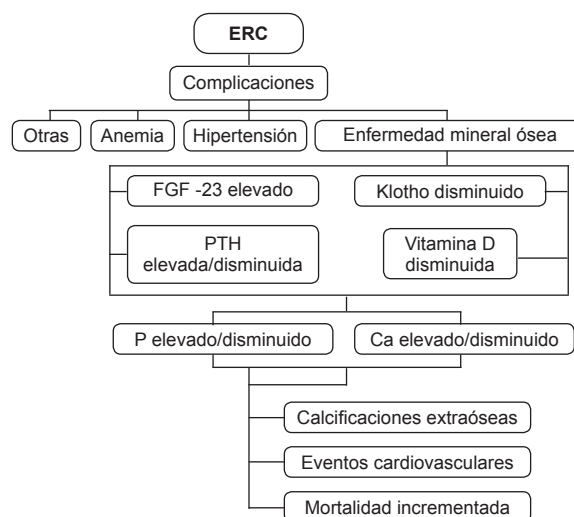 ERC
Complicaciones
Otras
Anemia
Hipertensión
Enfermedad mineral ósea
FGF -23 elevado
Klotho disminuido
PTH
elevada/disminuida
Vitamina D
disminuida
P elevado/disminuido
Ca elevado/disminuido
Calcificaciones extraóseas
Eventos cardiovasculares
Mortalidad incrementada